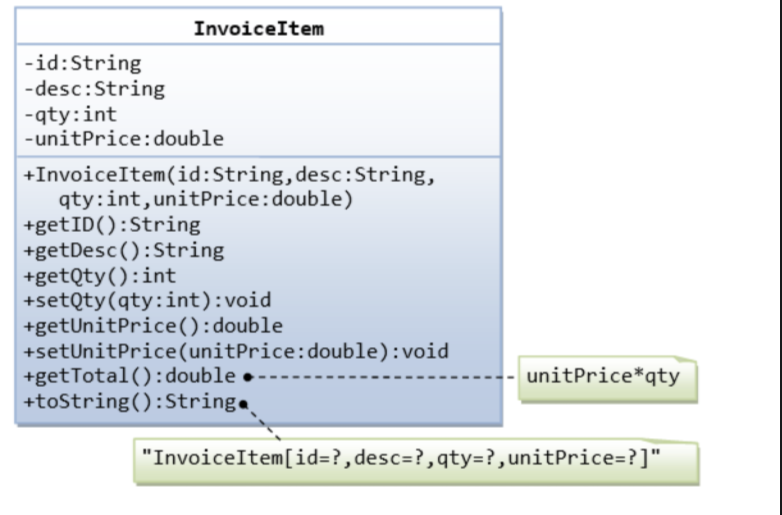 InvoiceItem
-id:String
-desc:String
-qty:int
-unitPrice:double
+InvoiceItem(id:String,desc:String,
qty:int,unitPrice:double)
+getID():String
+getDesc():String
+getQty():int
+setQty(qty:int):void
+getUnitPrice():double
+setUnitPrice(unitPrice:double):void
+getTotal():double
unitPrice*qty
+toString():String
"InvoiceItem[id=?,desc=?,qty=?,unitPrice=?]"